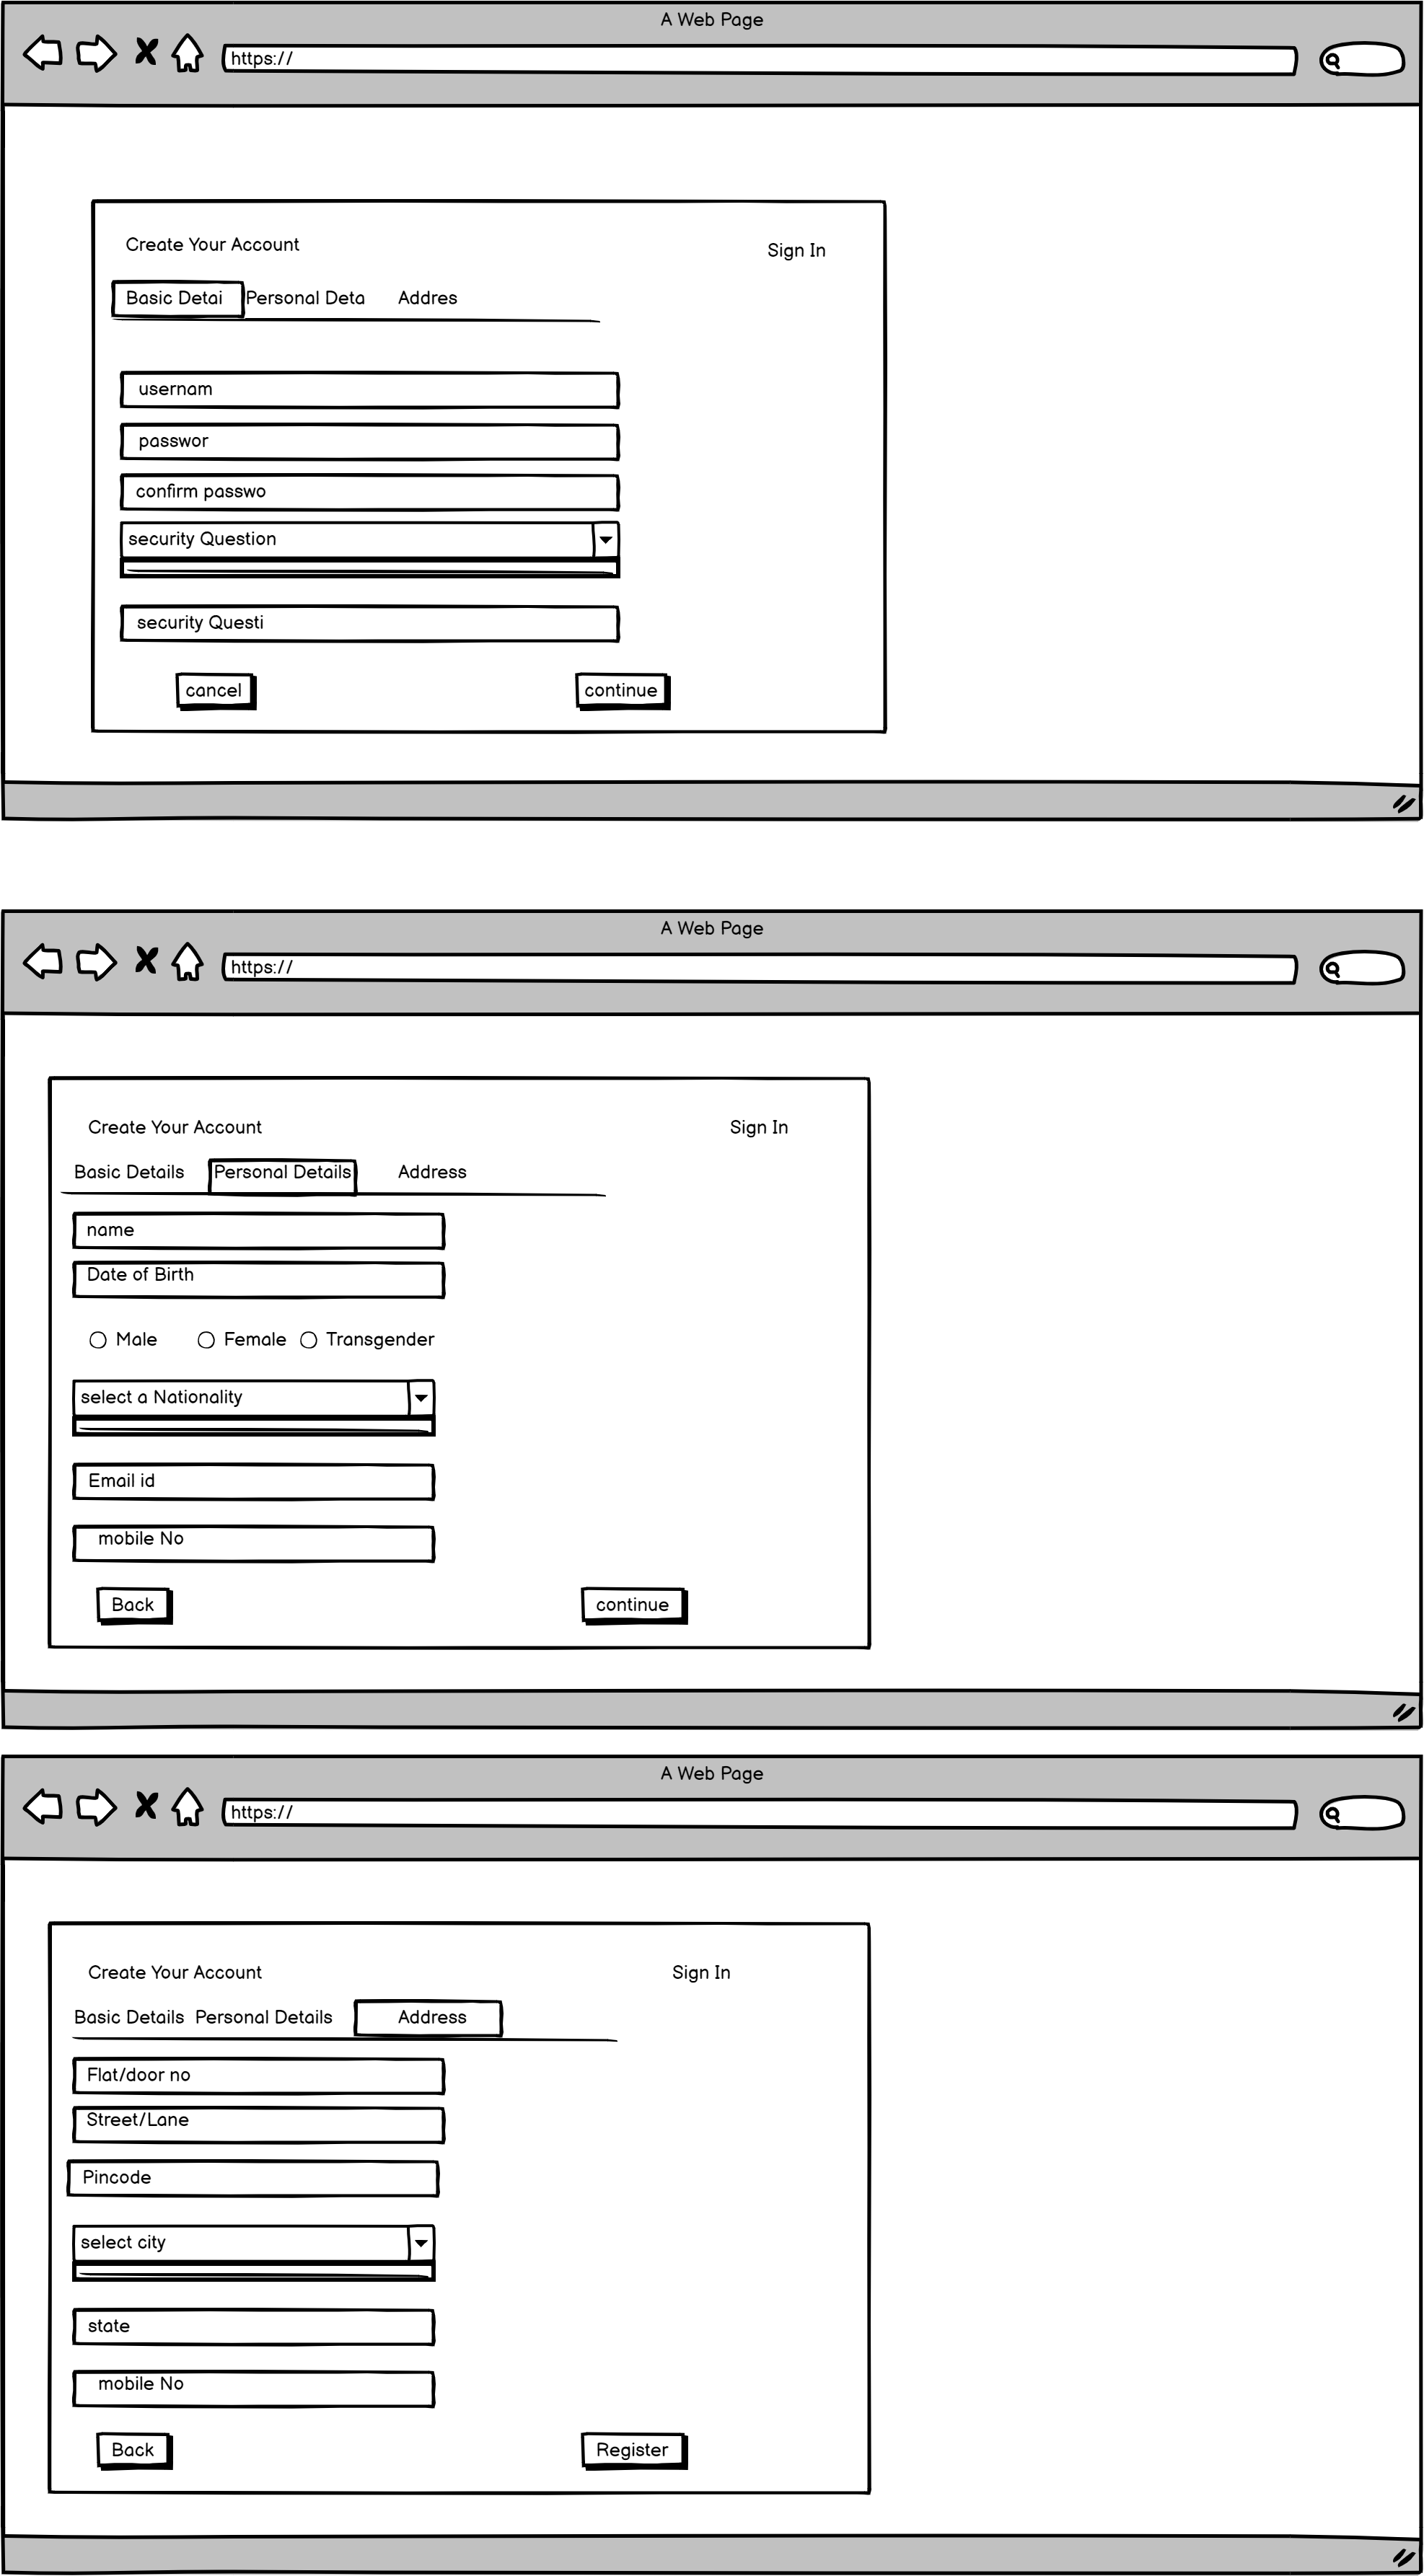 A Web Page
https://
Create Your Account
Sign In
Basic Detai Personal Deta Addres
usernam
passwor
confirm passwo
security Question
security Questi
cancel continue
A Web Page
https://
Create Your Account Sign In
Basic Details Personal Details Address
name
Date of Birth
Male Female Transgender
select a Nationality
Email id
mobile No
Back continue
A Web Page
https://
Create Your Account Sign In
Basic Details Personal Details Address
Flat/door no
Street/Lane
Pincode
select city
state
mobile No
Back Register